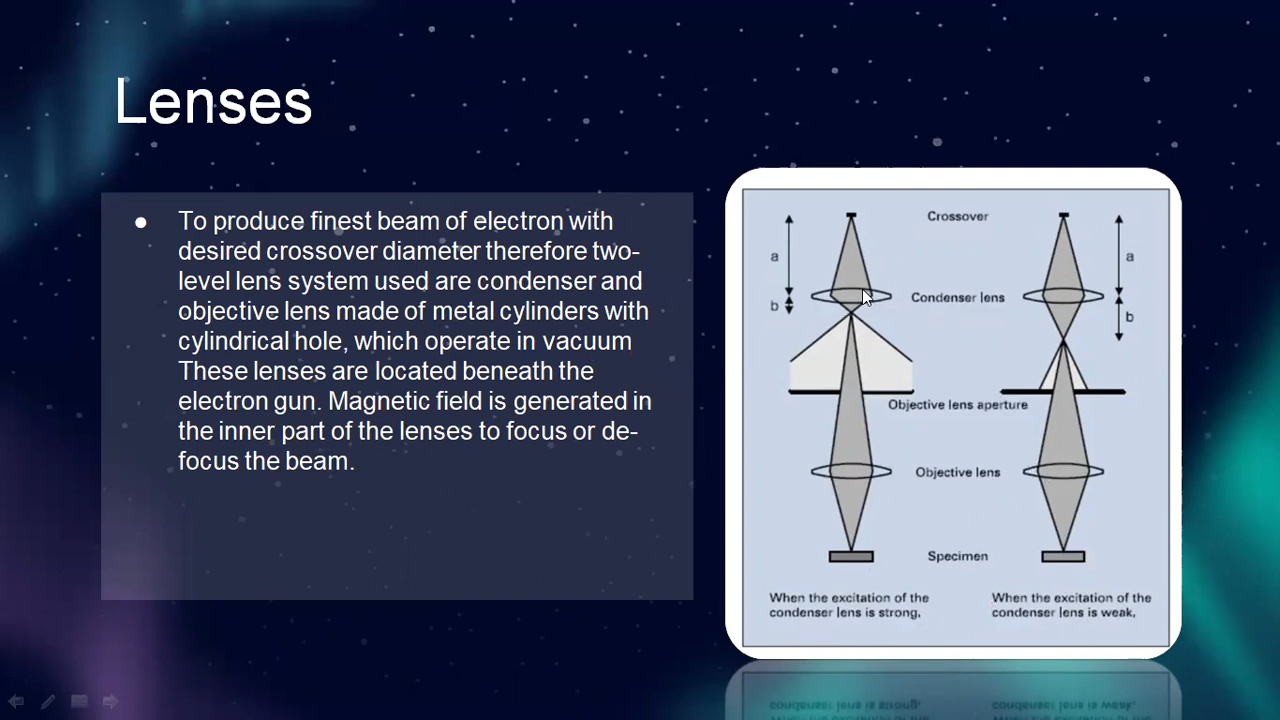 Lenses
● To produce finest beam of electron with
desired crossover diameter therefore two-
level lens system used are condenser and
objective lens made of metal cylinders with
cylindrical hole, which operate in vacuum
These lenses are located beneath the
electron gun. Magnetic field is generated in
the inner part of the lenses to focus or de-
focus the beam.
Crossover
a
a
Condenser lens
b
b
Objective lens aperture
Objective lens
Specimen
When the excitation of the
condenser lens is strong,
When the excitation of the
condenser lens is weak,